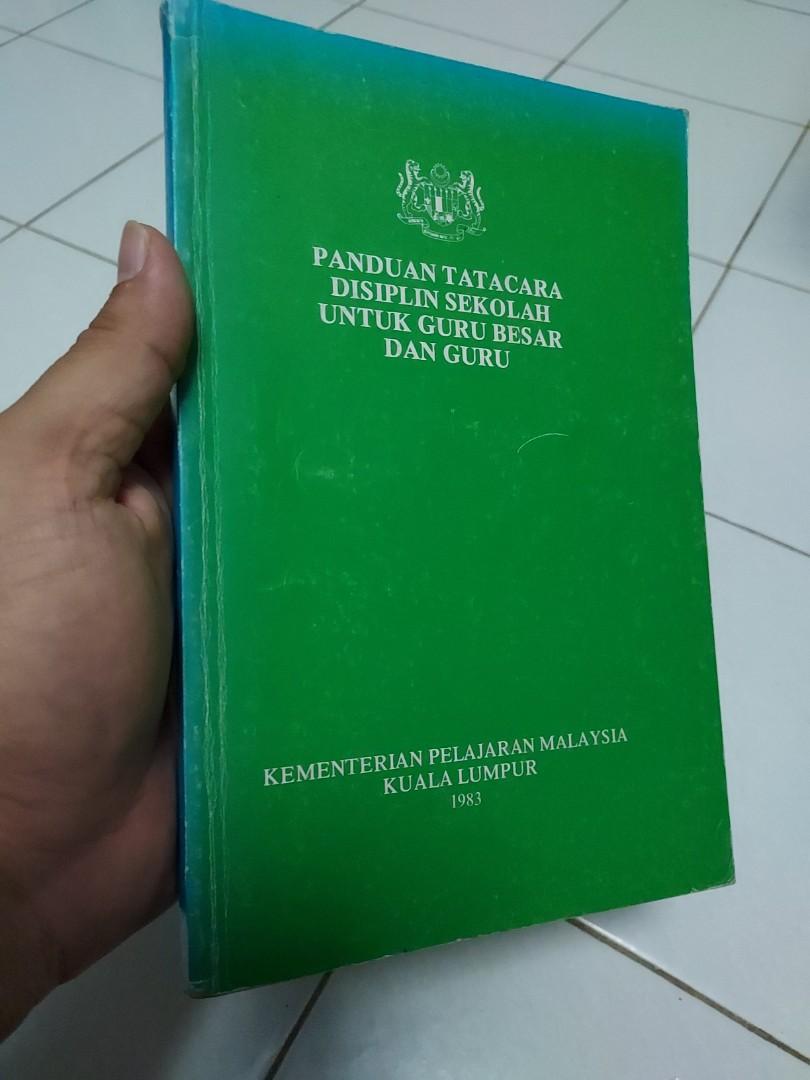 PANDUAN TATACARA
DISIPLIN SEKOLAH
UNTUK GURU BESAR
DAN GURU
KEMENTERIAN PELAJARAN MALAYSIA
KUALA LUMPUR
1983